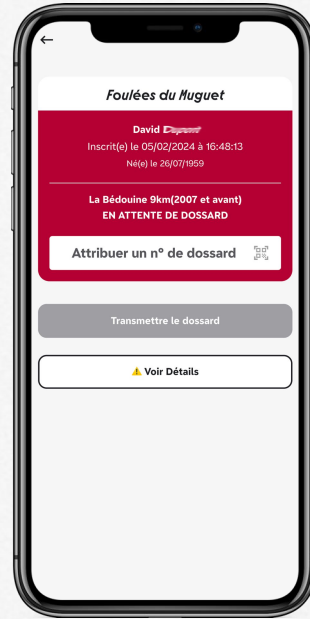 Foulées du Muguet
David
Inscrit(e) le 05/02/2024 à 16:48:13
Né(e) le 26/07/1959
La Bédouine 9km(2007 et avant)
EN ATTENTE DE DOSSARD
Attribuer un n° de dossard
Transmettre le dossard
Voir Détails